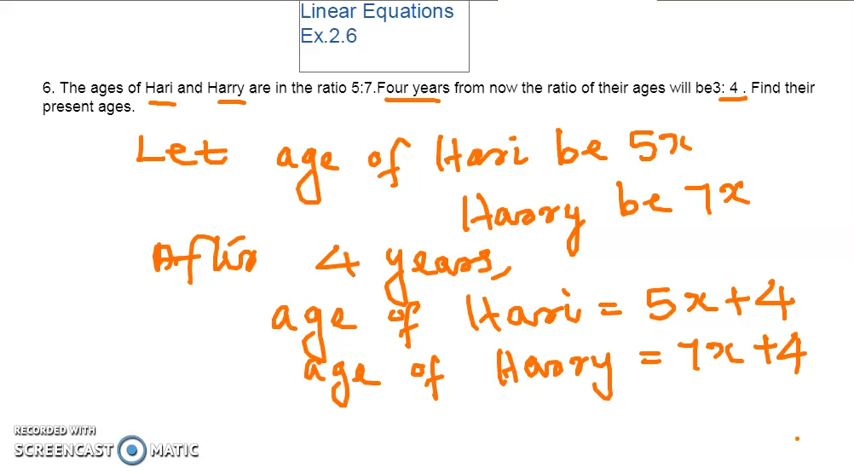 Linear Equations
Ex.2.6
6. The ages of Hari and Harry are in the ratio 5:7.Four years from now the ratio of their ages will be3: 4 . Find their
present ages.
Let age of Hari be 5x
Harry be 7x
After 4 years,
age of Hari = 5x+4
age of Harry = 7x+4
RECORDED WITH
SCREENCAST MATIC